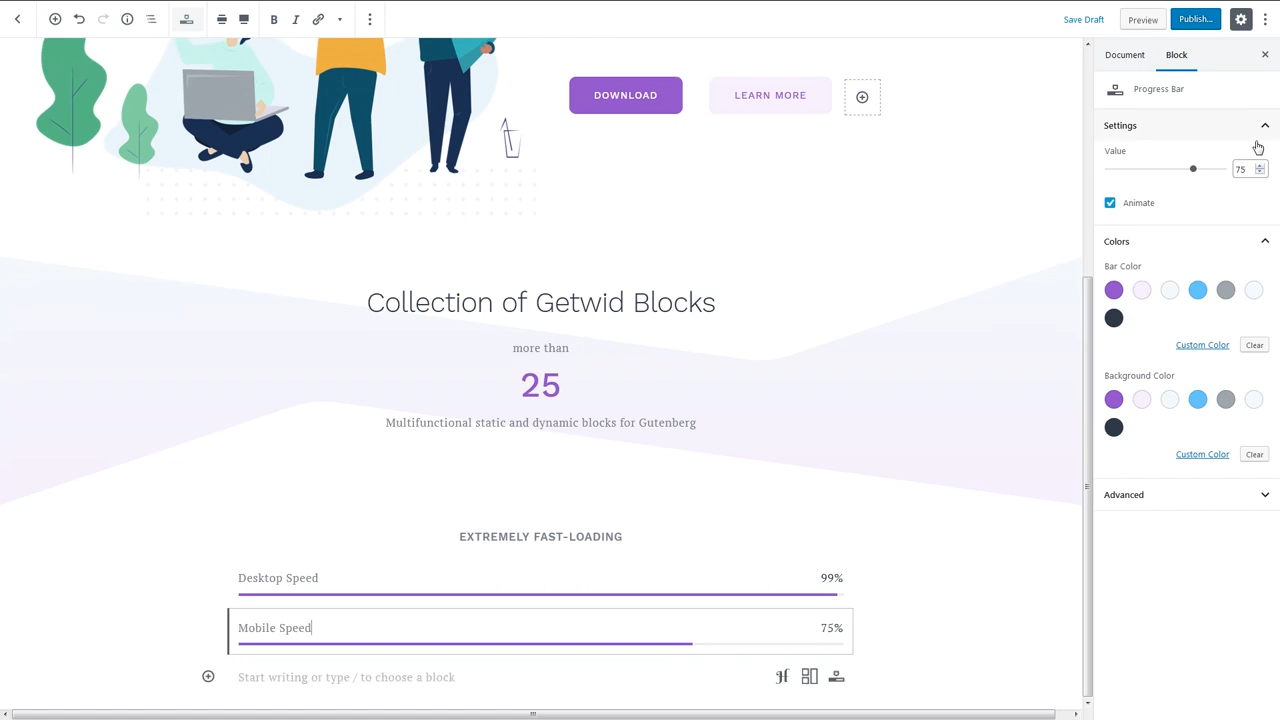 B I
Save Draft Preview Publish...
Document Block
DOWNLOAD LEARN MORE
Progress Bar
Settings
Value
75
Animate
Colors
Bar Color
Custom Color Clear
Background Color
Custom Color Clear
Advanced
Collection of Getwid Blocks
more than
25
Multifunctional static and dynamic blocks for Gutenberg
EXTREMELY FAST-LOADING
Desktop Speed 99%
Mobile Speed 75%
Start writing or type / to choose a block